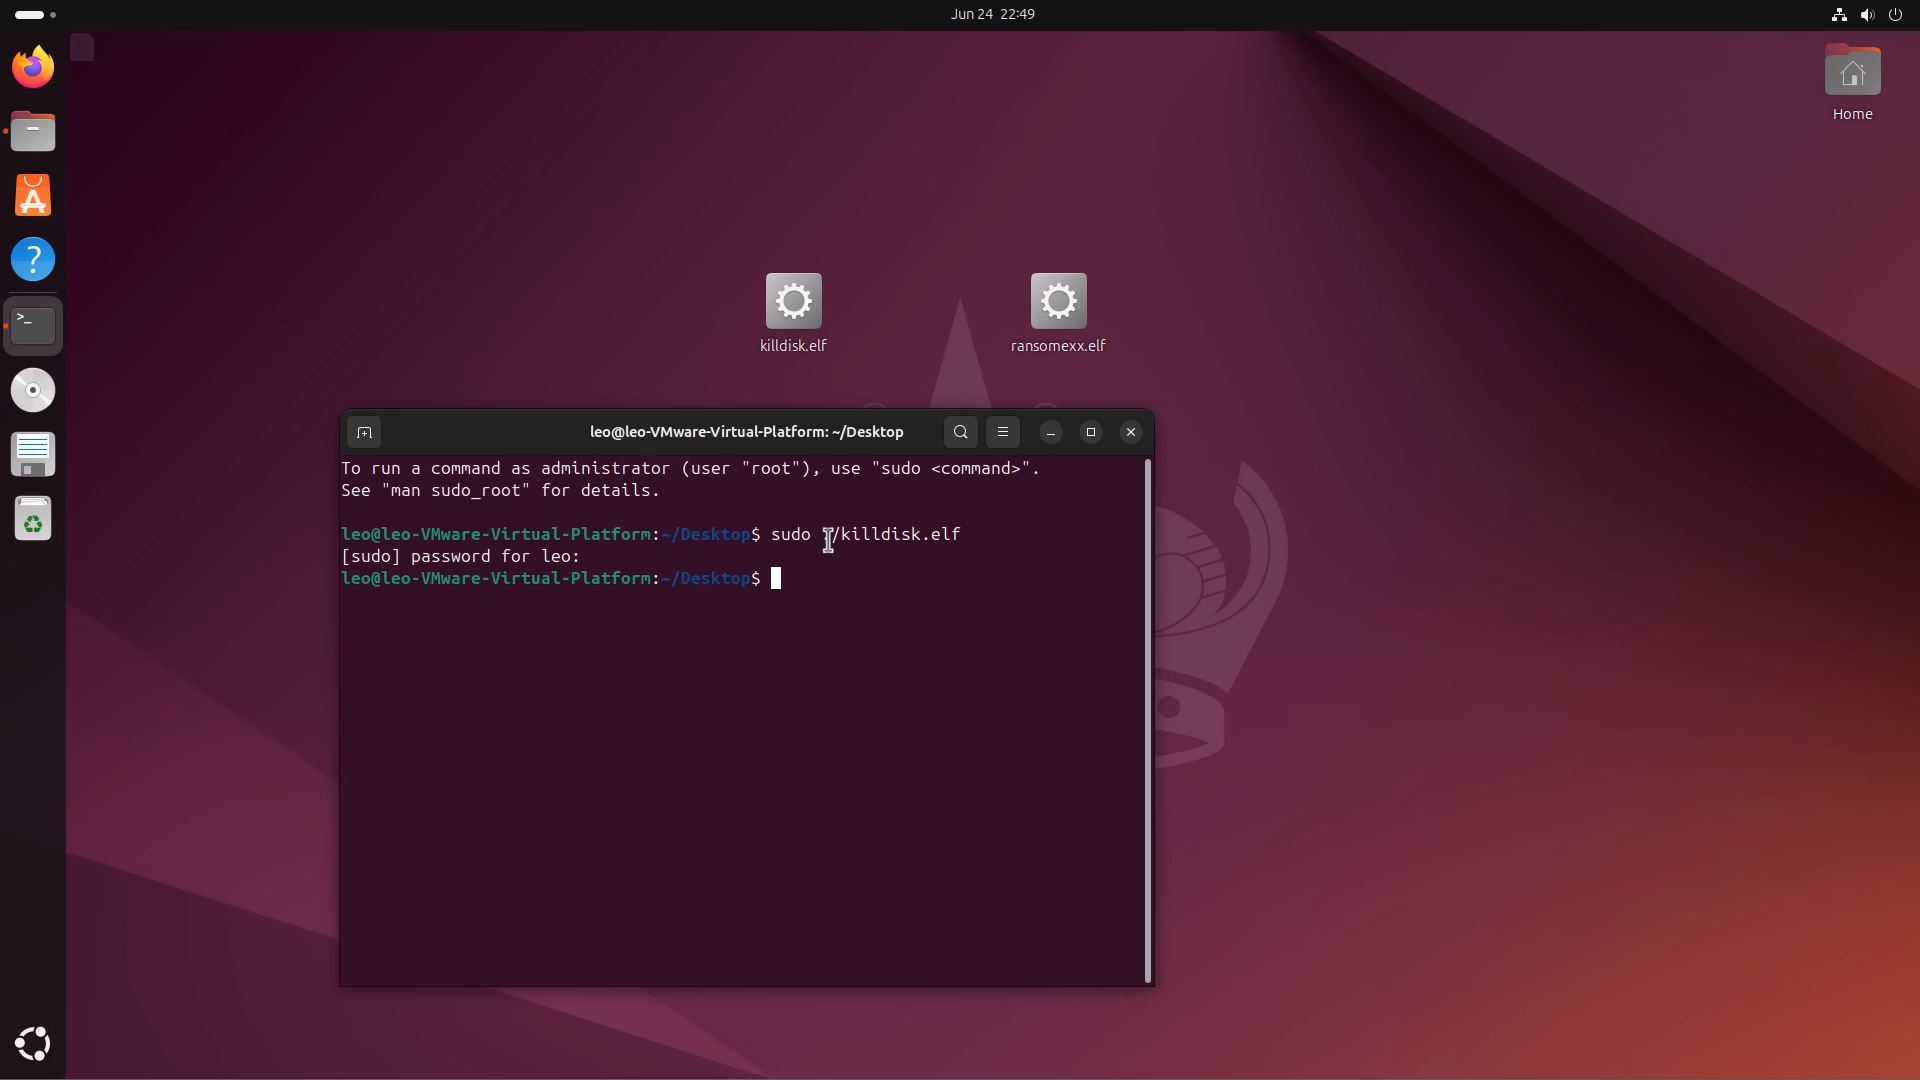 Jun 24 22:49
Home
killdisk.elf
ransomexx.elf
leo@leo-VMware-Virtual-Platform: ~/Desktop
To run a command as administrator (user "root"), use "sudo <command>".
See "man sudo_root" for details.
leo@leo-VMware-Virtual-Platform:~/Desktop$ sudo ./killdisk.elf
[sudo] password for leo:
leo@leo-VMware-Virtual-Platform:~/Desktop$